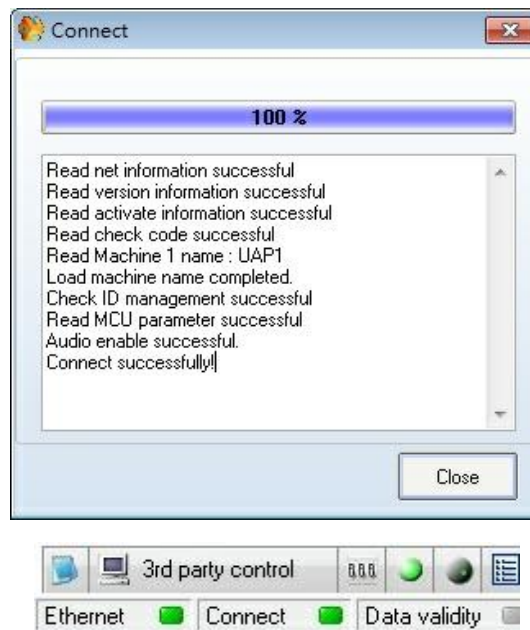 Connect
100 %
Read net information successful
Read version information successful
Read activate information successful
Read check code successful
Read Machine 1 name : UAP1
Load machine name completed.
Check ID management successful
Read MCU parameter successful
Audio enable successful.
Connect successfully!
Close
3rd party control
Ethernet Connect Data validity